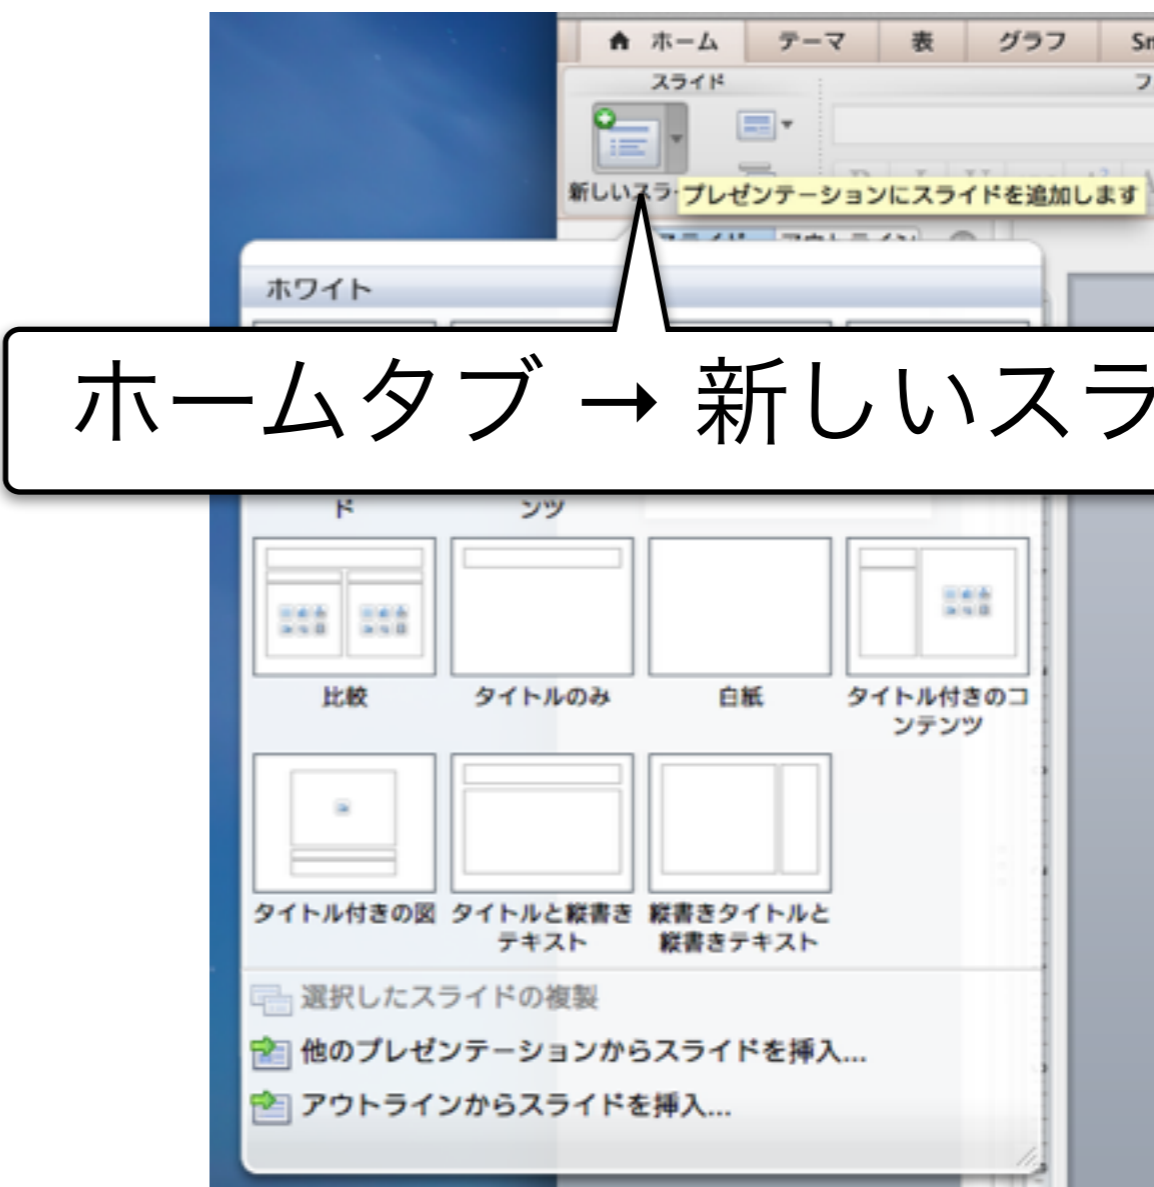 ホーム テーマ 表 グラフ
スライド
新しいスラ
プレゼンテーションにスライドを追加します
ホワイト
ホームタブ → 新しいスラ
ド ンツ
比較 タイトルのみ 白紙 タイトル付きのコ
ンテンツ
タイトル付きの図 タイトルと縦書き 縦書きタイトルと
テキスト 縦書きテキスト
選択したスライドの複製
他のプレゼンテーションからスライドを挿入...
アウトラインからスライドを挿入...